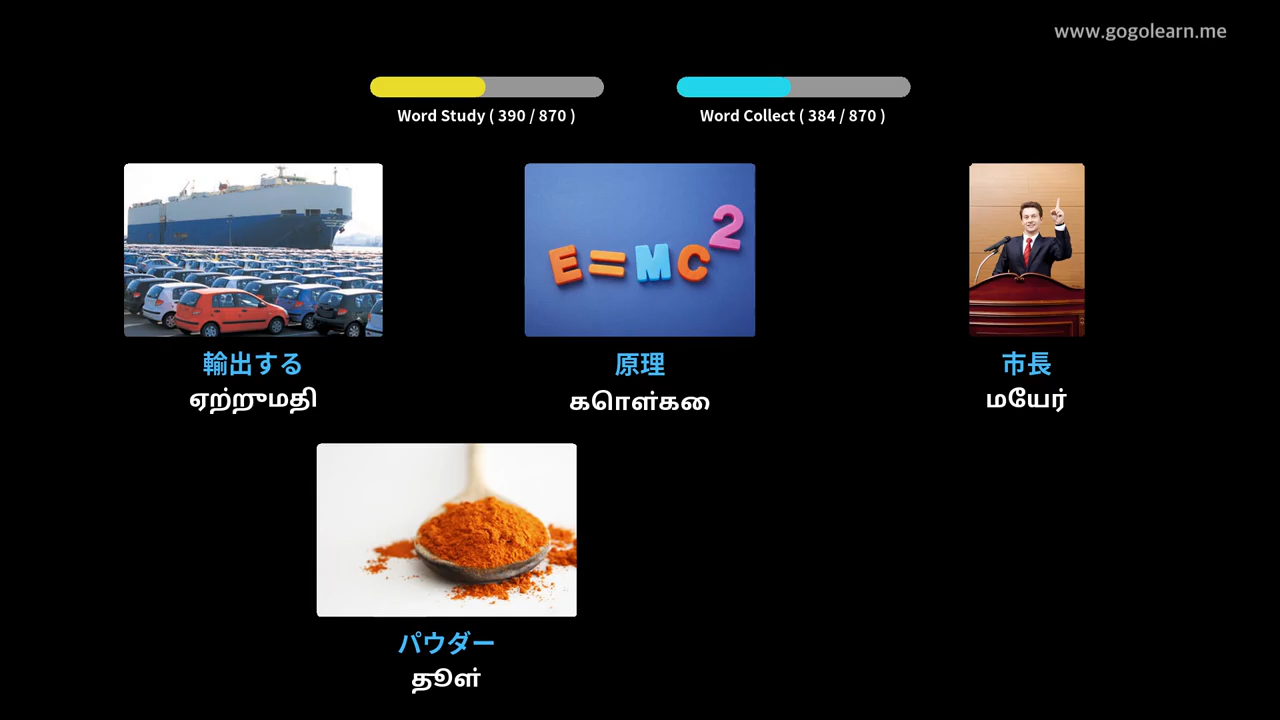 www.gogolearn.me
Word Study ( 390 / 870 )
Word Collect ( 384 / 870 )
E=MC2
輸出する
ஏற்றுமதி
原理
கொள்கை
市長
மயேர்
パウダー
தூள்